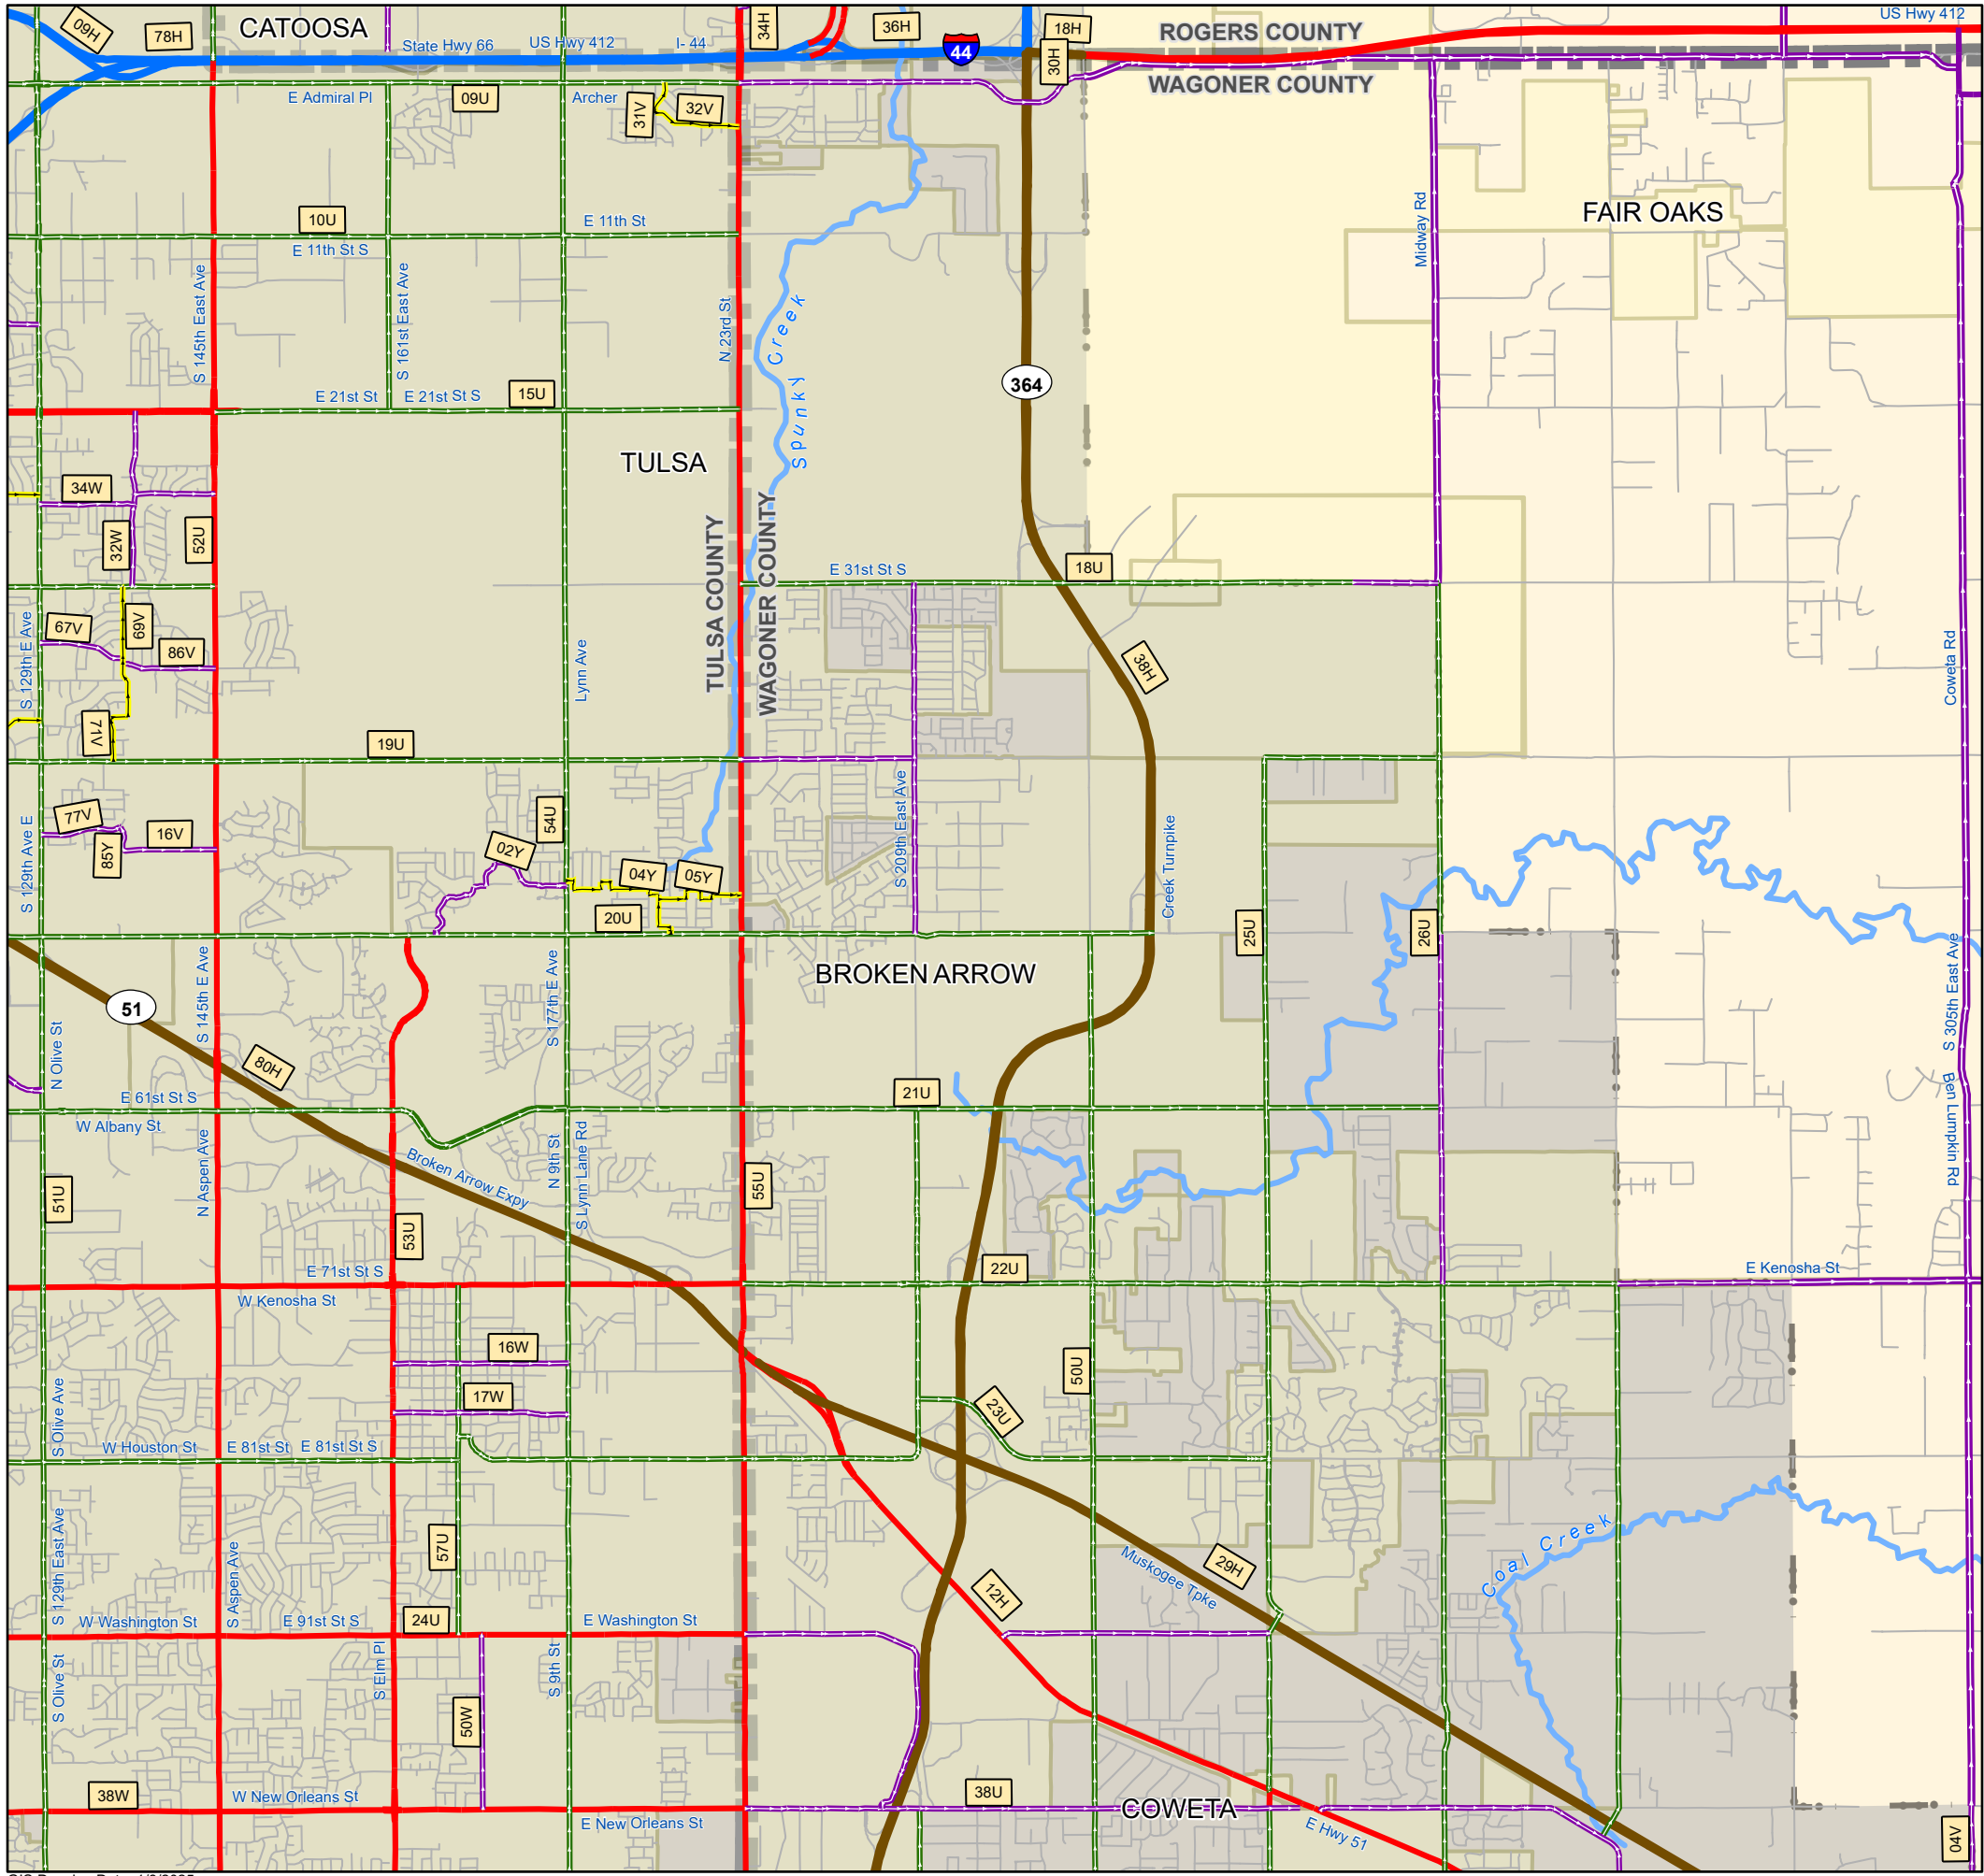 09H
78H
CATOOSA
State Hwy 66
US Hwy 412
I- 44
34H
36H
44
18H
30H
ROGERS COUNTY
WAGONER COUNTY
US Hwy 412
E Admiral Pl
09U
Archer
31V
32V
10U
E 11th St S
E 11th St
S 145th East Ave
S 161st East Ave
N 23rd St
Spunky Creek
Midway Rd
FAIR OAKS
364
E 21st St
E 21st St S
15U
TULSA
34W
32W
52U
TULSA COUNTY
WAGONER COUNTY
E 31st St S
18U
S 129th E Ave
67V
69V
86V
71V
Lynn Ave
38H
Coweta Rd
19U
77V
85Y
16V
S 129th Ave E
54U
02Y
04Y
05Y
20U
S 209th East Ave
Creek Turnpike
25U
26U
BROKEN ARROW
51
S 145th E Ave
S 177th E Ave
N Olive St
80H
S 305th East Ave
Ben Lumpkin Rd
E 61st St S
W Albany St
21U
51U
N Aspen Ave
Broken Arrow Expy
N 9th St
S Lynn Lane Rd
55U
53U
E 71st St S
W Kenosha St
22U
E Kenosha St
16W
17W
50U
23U
S Olive Ave
W Houston St
E 81st St
E 81st St S
57U
S 129th East Ave
S Aspen Ave
Muskogee Tpke
29H
12H
Coal Creek
W Washington St
E 91st St S
24U
E Washington St
S Olive St
S Elm Pl
50W
S 9th St
38W
W New Orleans St
E New Orleans St
38U
COWETA
E Hwy 51
04V